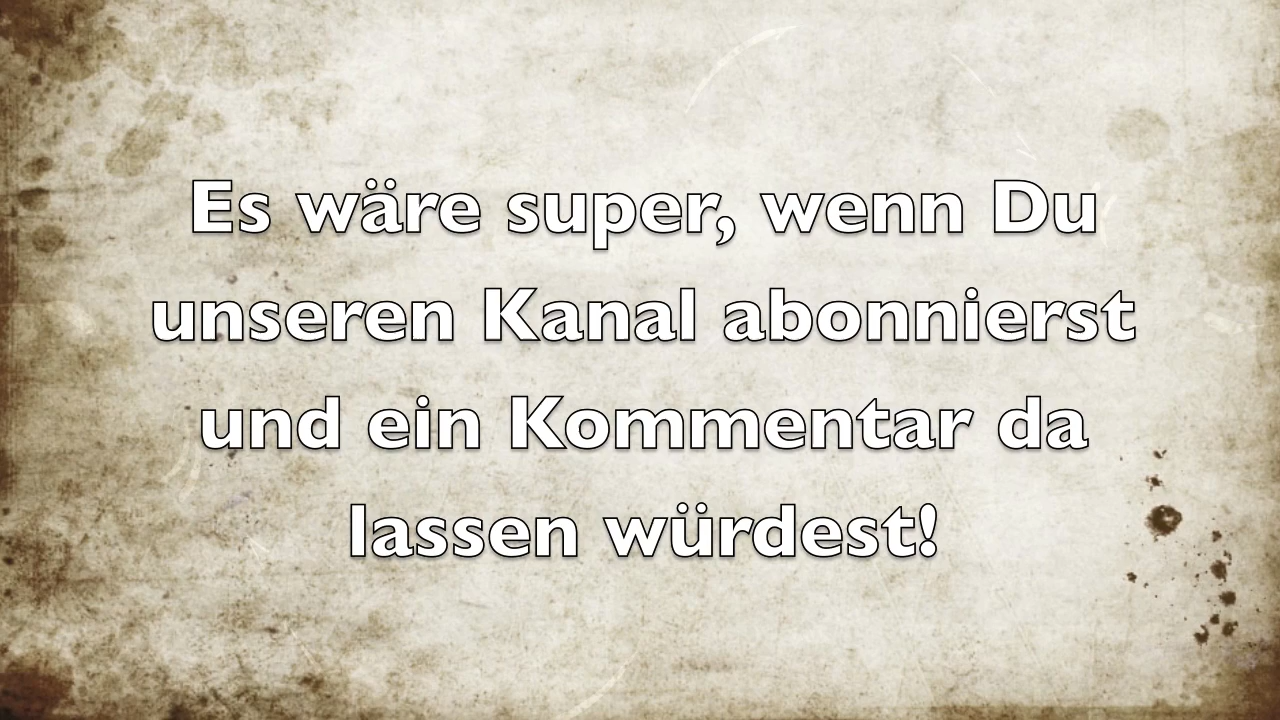 Es wäre super, wenn Du
unseren Kanal abonnierst
und ein Kommentar da
lassen würdest!